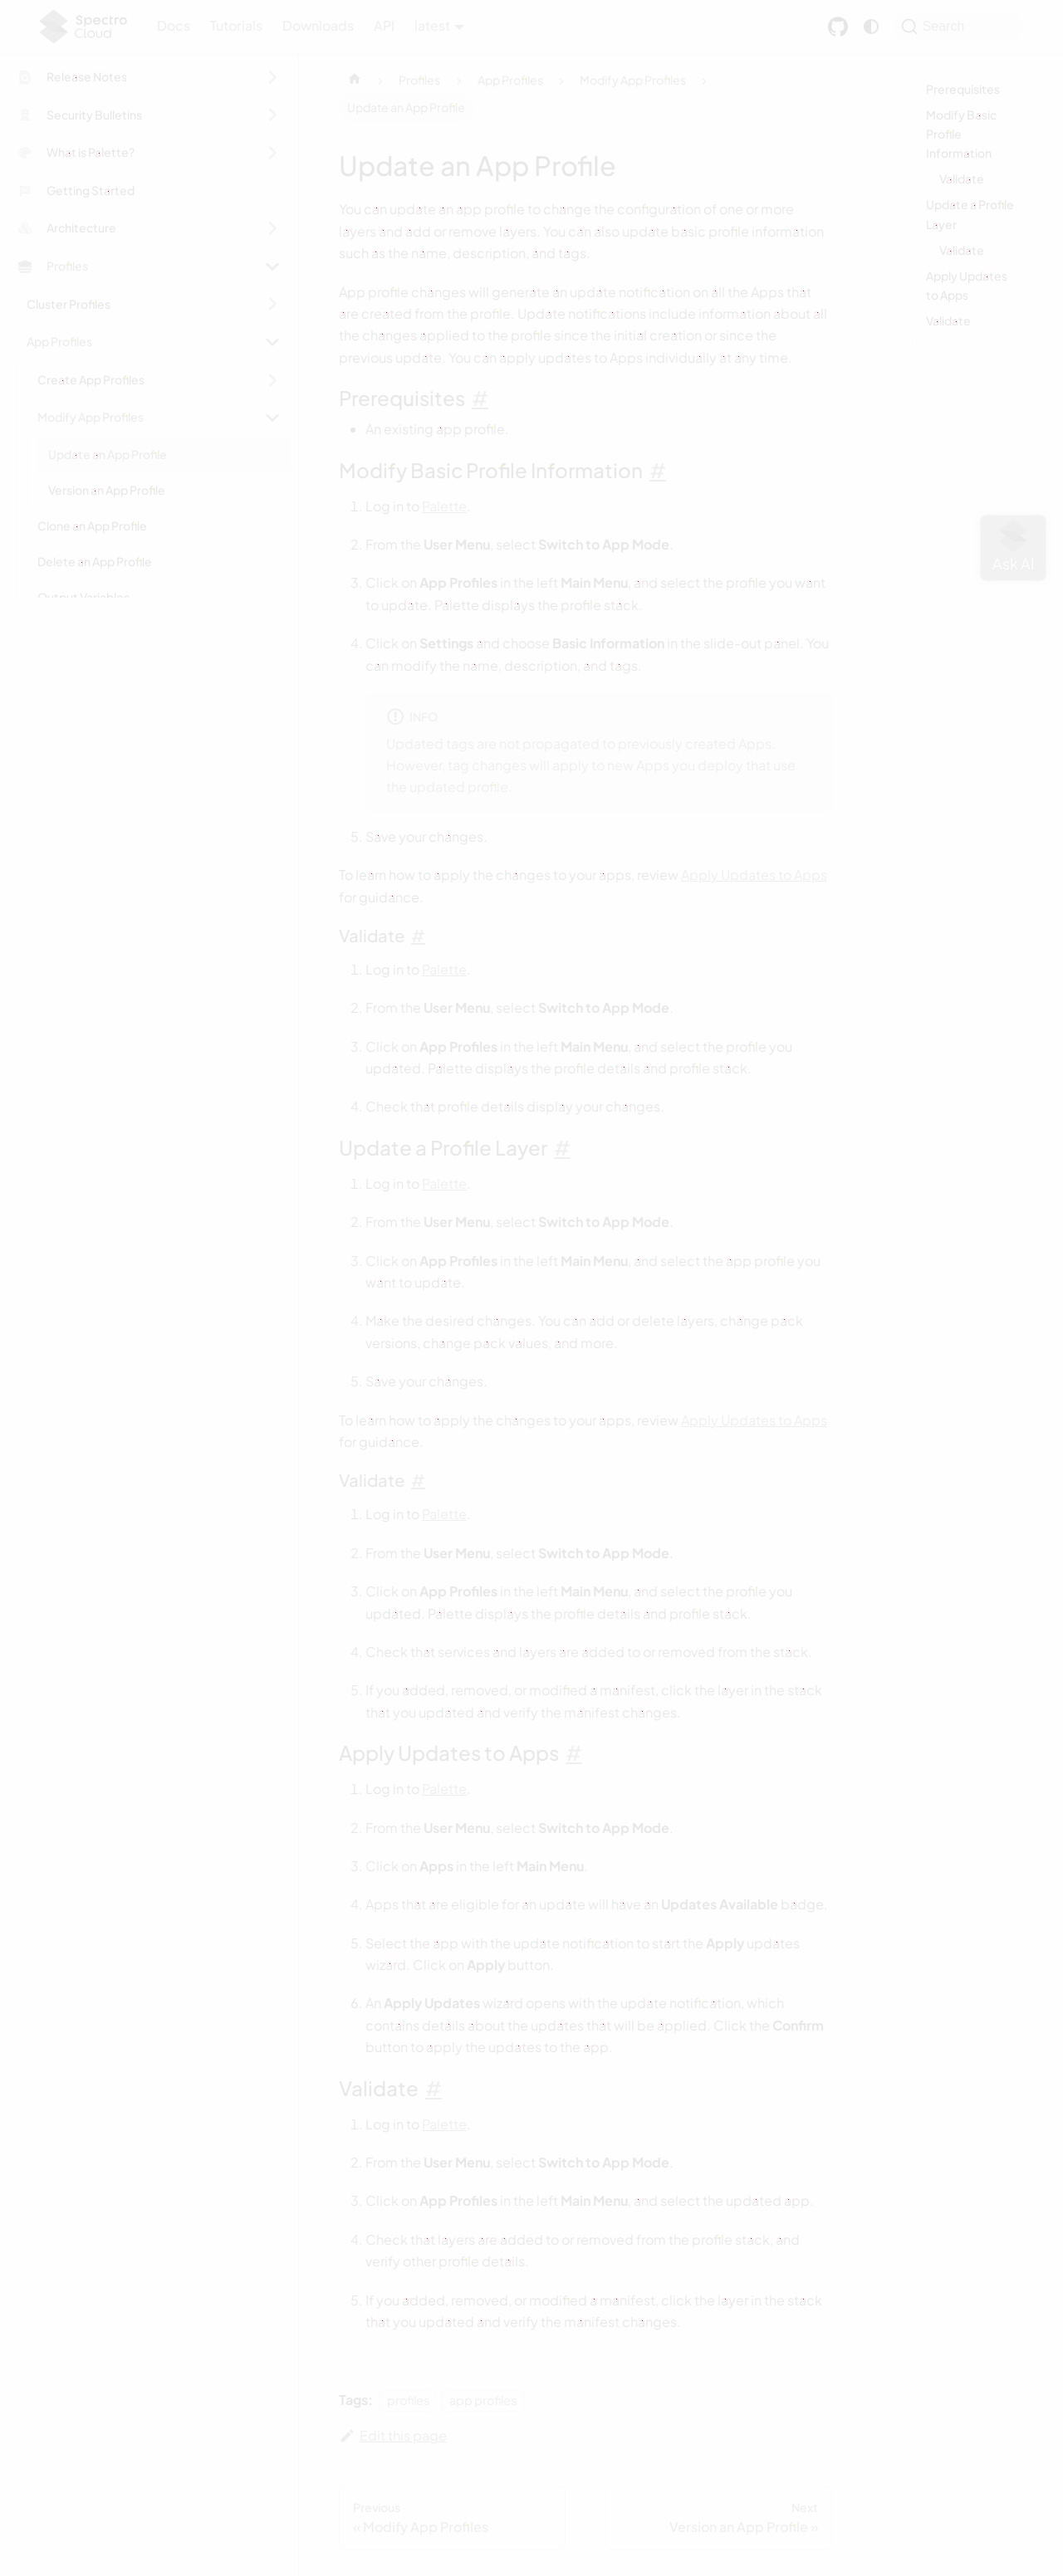 Spectro
Cloud
Docs
Tutorials
Downloads
API
latest
Search
Release Notes
Security Bulletins
What is Palette?
Getting Started
Architecture
Profiles
Cluster Profiles
App Profiles
Create App Profiles
Modify App Profiles
Update an App Profile
Version an App Profile
Clone an App Profile
Delete an App Profile
Output Variables
Profiles
App Profiles
Modify App Profiles
Update an App Profile
Update an App Profile
You can update an app profile to change the configuration of one or more
layers and add or remove layers. You can also update basic profile information
such as the name, description, and tags.
App profile changes will generate an update notification on all the Apps that
are created from the profile. Update notifications include information about all
the changes applied to the profile since the initial creation or since the
previous update. You can apply updates to Apps individually at any time.
Prerequisites #
• An existing app profile.
Modify Basic Profile Information #
1. Log in to Palette.
2. From the User Menu, select Switch to App Mode.
3. Click on App Profiles in the left Main Menu, and select the profile you want
to update. Palette displays the profile stack.
4. Click on Settings and choose Basic Information in the slide-out panel. You
can modify the name, description, and tags.
INFO
Updated tags are not propagated to previously created Apps.
However, tag changes will apply to new Apps you deploy that use
the updated profile.
5. Save your changes.
To learn how to apply the changes to your apps, review Apply Updates to Apps
for guidance.
Validate #
1. Log in to Palette.
2. From the User Menu, select Switch to App Mode.
3. Click on App Profiles in the left Main Menu, and select the profile you
updated. Palette displays the profile details and profile stack.
4. Check that profile details display your changes.
Update a Profile Layer #
1. Log in to Palette.
2. From the User Menu, select Switch to App Mode.
3. Click on App Profiles in the left Main Menu, and select the app profile you
want to update.
4. Make the desired changes. You can add or delete layers, change pack
versions, change pack values, and more.
5. Save your changes.
To learn how to apply the changes to your apps, review Apply Updates to Apps
for guidance.
Validate #
1. Log in to Palette.
2. From the User Menu, select Switch to App Mode.
3. Click on App Profiles in the left Main Menu, and select the profile you
updated. Palette displays the profile details and profile stack.
4. Check that services and layers are added to or removed from the stack.
5. If you added, removed, or modified a manifest, click the layer in the stack
that you updated and verify the manifest changes.
Apply Updates to Apps #
1. Log in to Palette.
2. From the User Menu, select Switch to App Mode.
3. Click on Apps in the left Main Menu.
4. Apps that are eligible for an update will have an Updates Available badge.
5. Select the app with the update notification to start the Apply updates
wizard. Click on Apply button.
6. An Apply Updates wizard opens with the update notification, which
contains details about the updates that will be applied. Click the Confirm
button to apply the updates to the app.
Validate #
1. Log in to Palette.
2. From the User Menu, select Switch to App Mode.
3. Click on App Profiles in the left Main Menu, and select the updated app.
4. Check that layers are added to or removed from the profile stack, and
verify other profile details.
5. If you added, removed, or modified a manifest, click the layer in the stack
that you updated and verify the manifest changes.
Tags:
profiles
app profiles
Edit this page
Previous
« Modify App Profiles
Next
Version an App Profile »
Prerequisites
Modify Basic
Profile
Information
Validate
Update a Profile
Layer
Validate
Apply Updates
to Apps
Validate
Ask AI